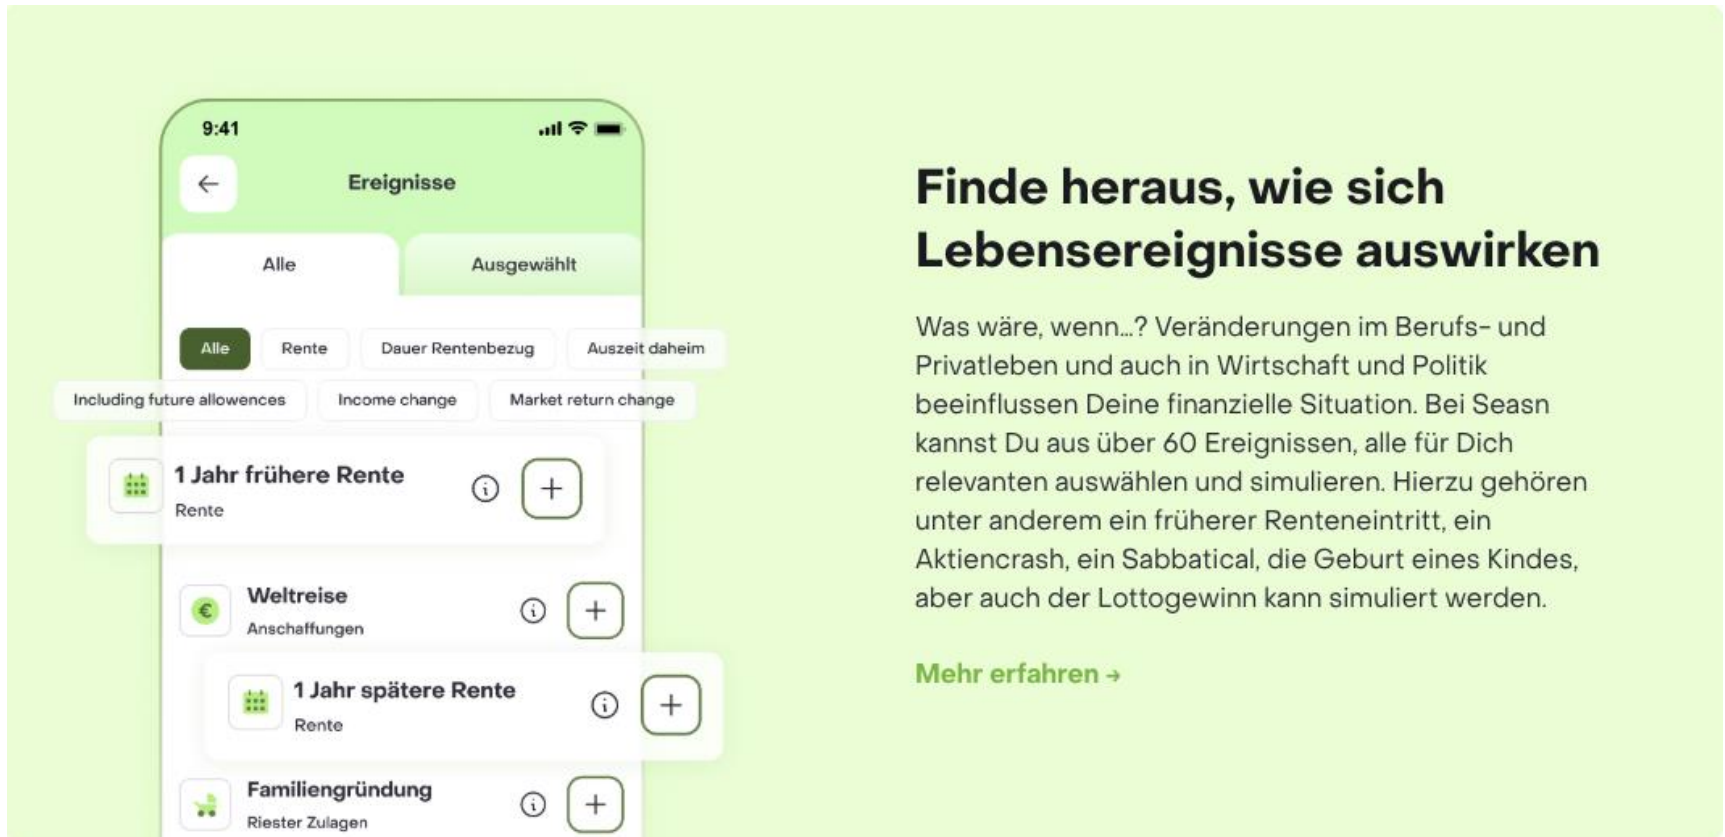 9:41
Ereignisse
Alle
Ausgewählt
Alle
Rente
Dauer Rentenbezug
Auszeit daheim
Including future allowences
Income change
Market return change
1 Jahr frühere Rente
Rente
Weltreise
Anschaffungen
1 Jahr spätere Rente
Rente
Familiengründung
Riester Zulagen
Finde heraus, wie sich
Lebensereignisse auswirken
Was wäre, wenn…? Veränderungen im Berufs- und
Privatleben und auch in Wirtschaft und Politik
beeinflussen Deine finanzielle Situation. Bei Seasn
kannst Du aus über 60 Ereignissen, alle für Dich
relevanten auswählen und simulieren. Hierzu gehören
unter anderem ein früherer Renteneintritt, ein
Aktiencrash, ein Sabbatical, die Geburt eines Kindes,
aber auch der Lottogewinn kann simuliert werden.
Mehr erfahren →